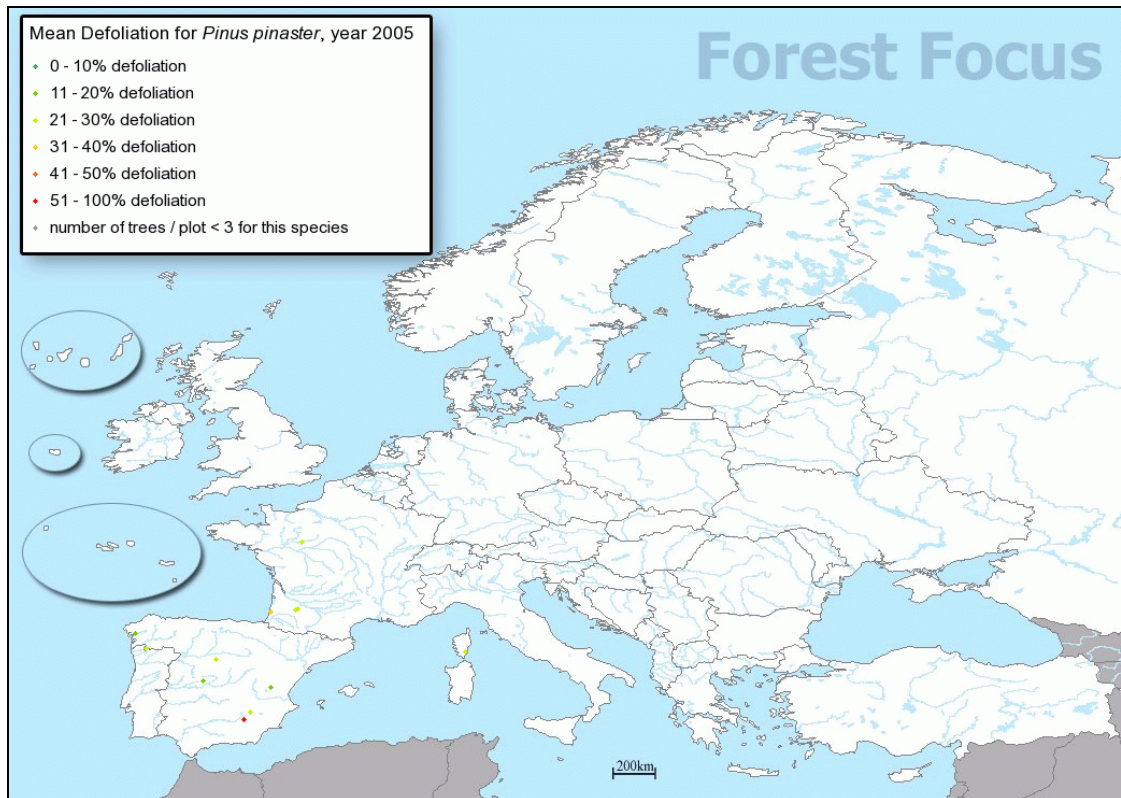 Mean Defoliation for Pinus pinaster, year 2005
0 - 10% defoliation
11 - 20% defoliation
21 - 30% defoliation
31 - 40% defoliation
41 - 50% defoliation
51 - 100% defoliation
number of trees / plot < 3 for this species
Forest Focus
200km